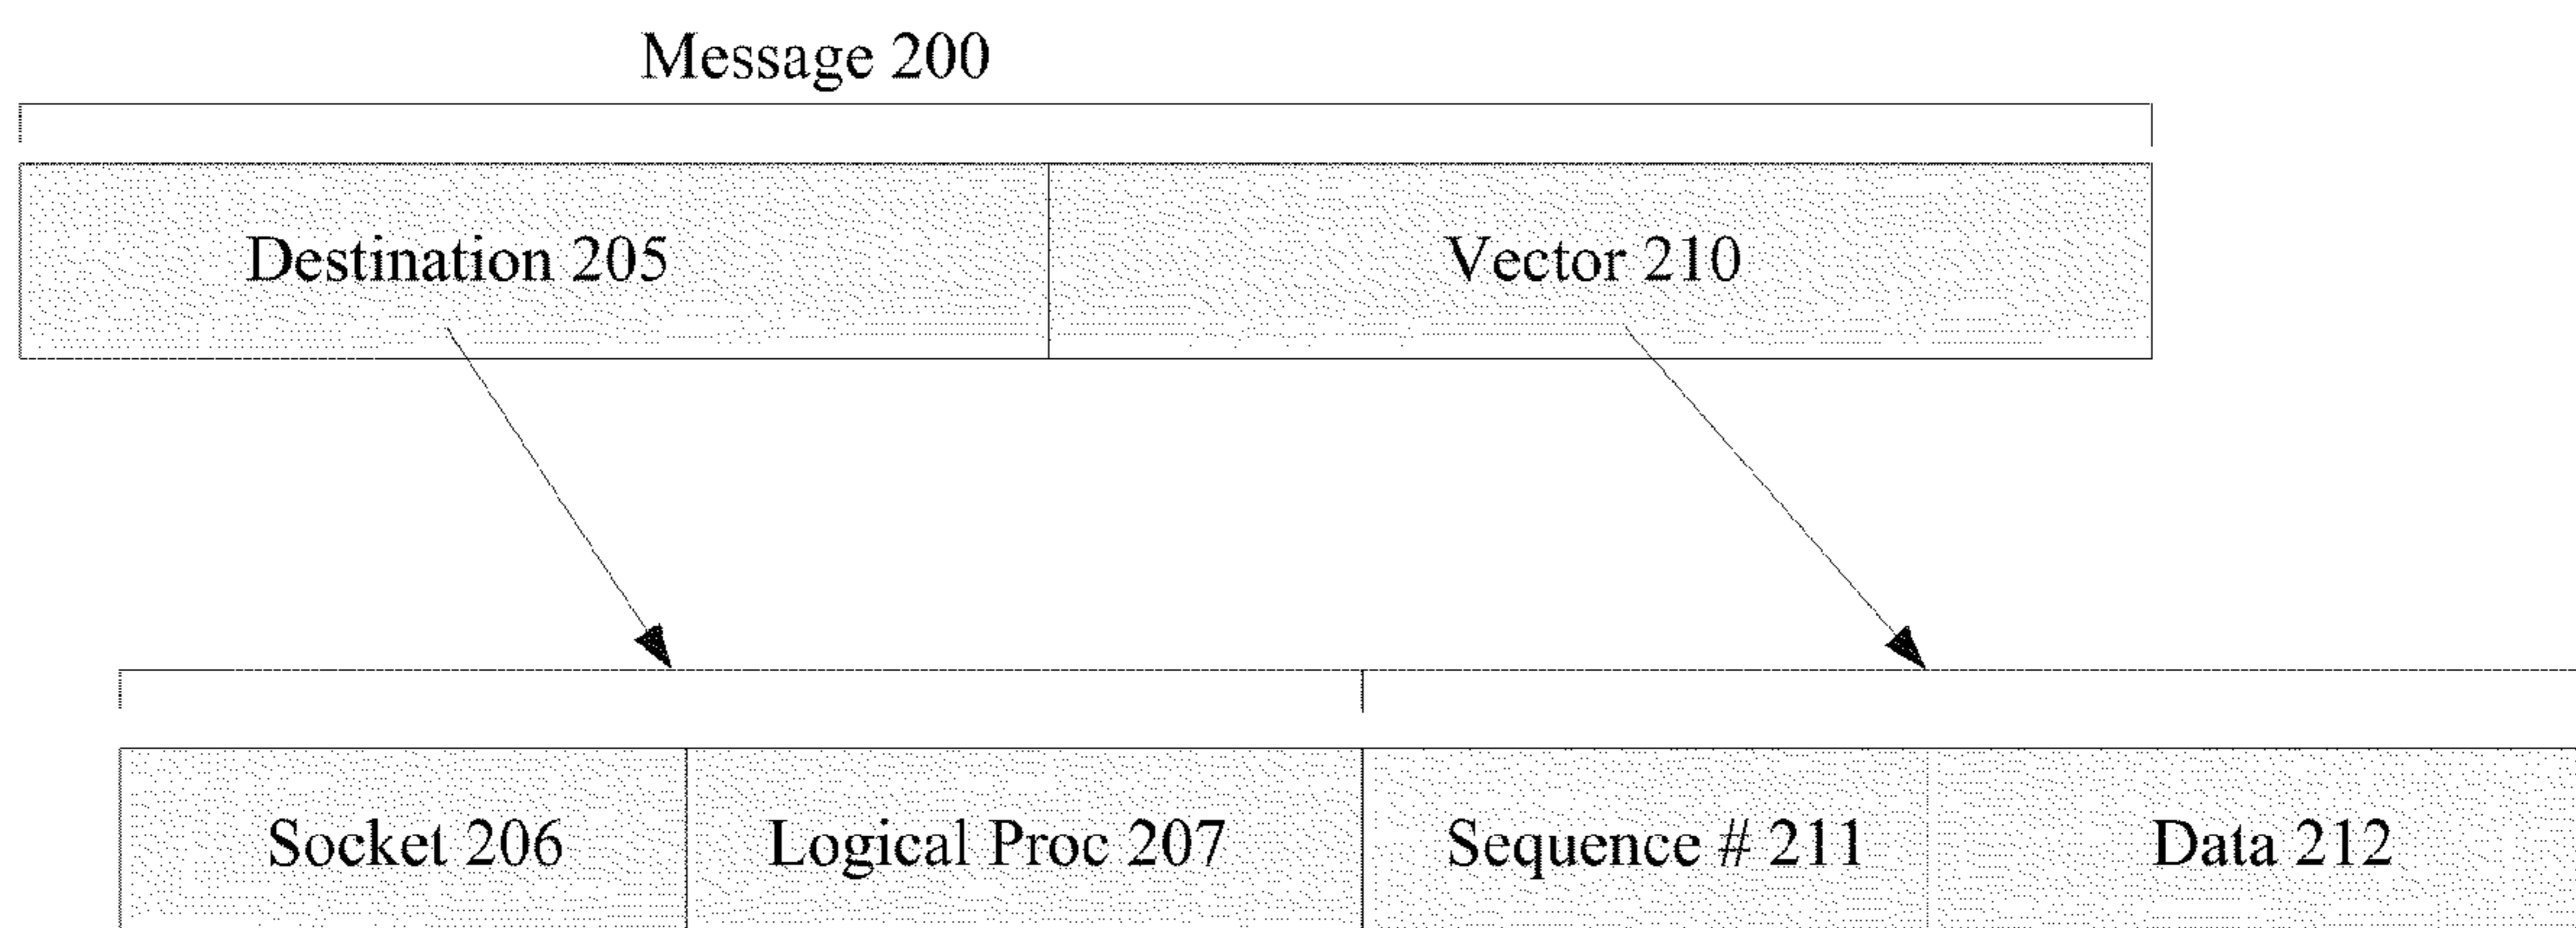 Message 200
Destination 205 Vector 210
Socket 206 Logical Proc 207 Sequence # 211 Data 212